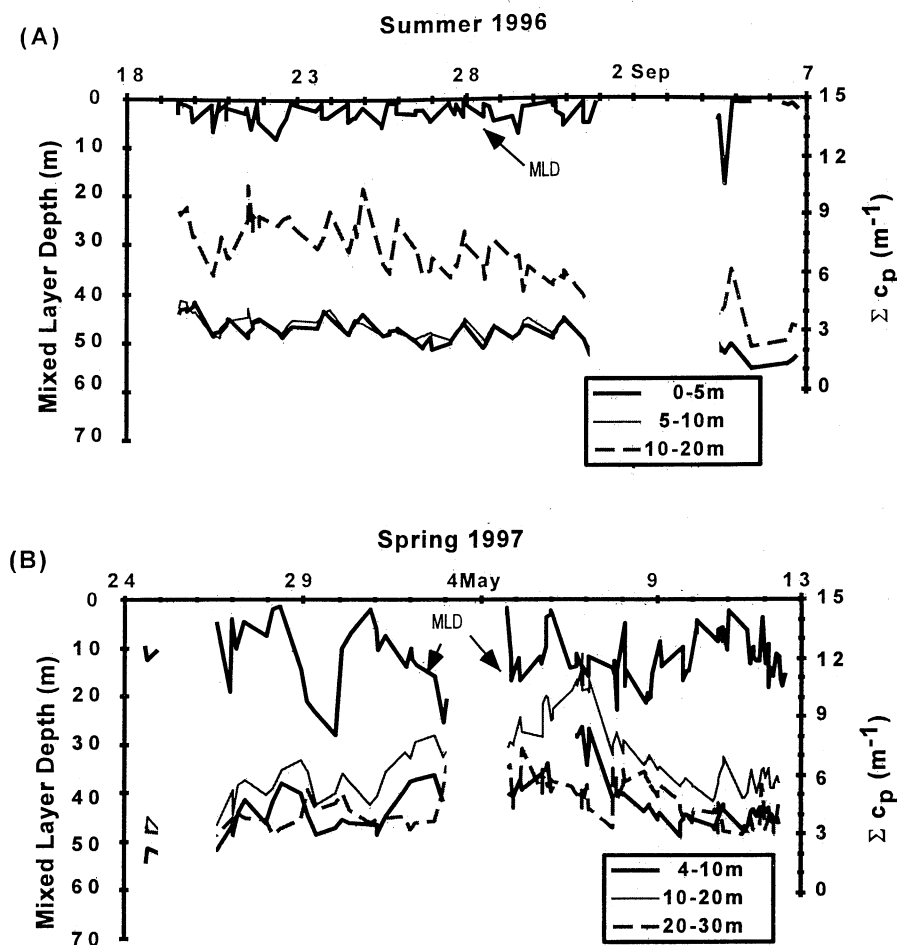 (A)
Summer 1996
18 23 28 2 Sep 7
0
10
20
30
40
50
60
70
Mixed Layer Depth (m)
MLD
15
12
9
6
3
0
Σ cp (m-1)
0-5m
5-10m
10-20m
(B)
Spring 1997
24 29 4May 9 13
0
10
20
30
40
50
60
70
Mixed Layer Depth (m)
MLD
15
12
9
6
3
0
Σ cp (m-1)
4-10m
10-20m
20-30m